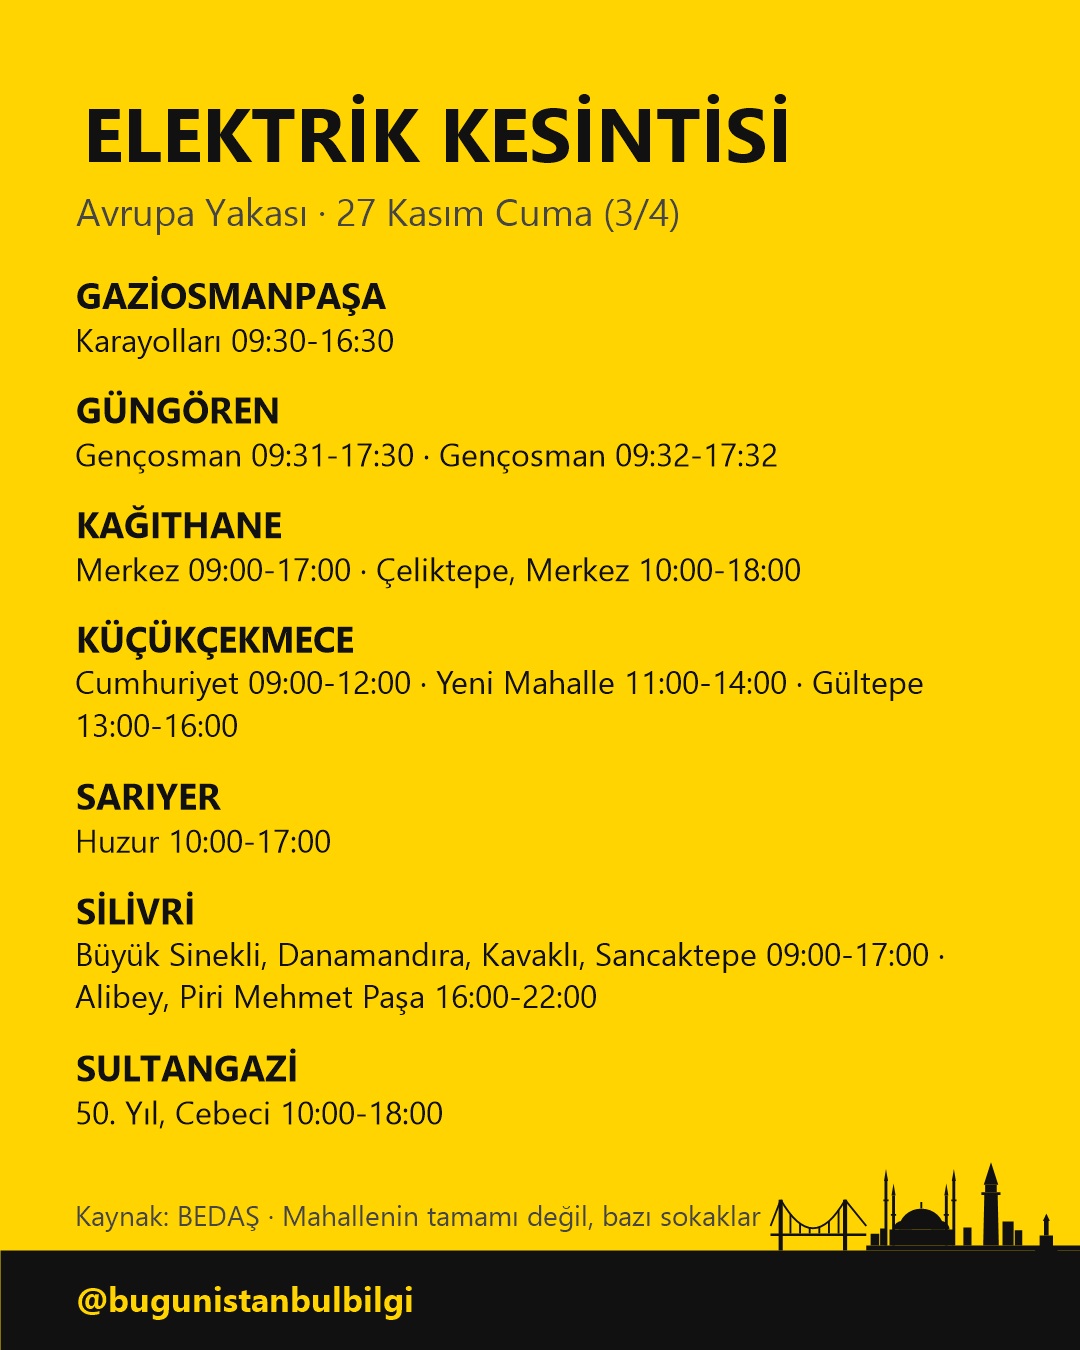 ELEKTRİK KESİNTİSİ
Avrupa Yakası · 27 Kasım Cuma (3/4)
GAZİOSMANPAŞA
Karayolları 09:30-16:30
GÜNGÖREN
Gençosman 09:31-17:30 · Gençosman 09:32-17:32
KAĞITHANE
Merkez 09:00-17:00 · Çeliktepe, Merkez 10:00-18:00
KÜÇÜKÇEKMECE
Cumhuriyet 09:00-12:00 · Yeni Mahalle 11:00-14:00 · Gültepe
13:00-16:00
SARIYER
Huzur 10:00-17:00
SİLİVRİ
Büyük Sinekli, Danamandıra, Kavaklı, Sancaktepe 09:00-17:00 ·
Alibey, Piri Mehmet Paşa 16:00-22:00
SULTANGAZİ
50. Yıl, Cebeci 10:00-18:00
Kaynak: BEDAŞ · Mahallenin tamamı değil, bazı sokaklar
@bugunistanbulbilgi